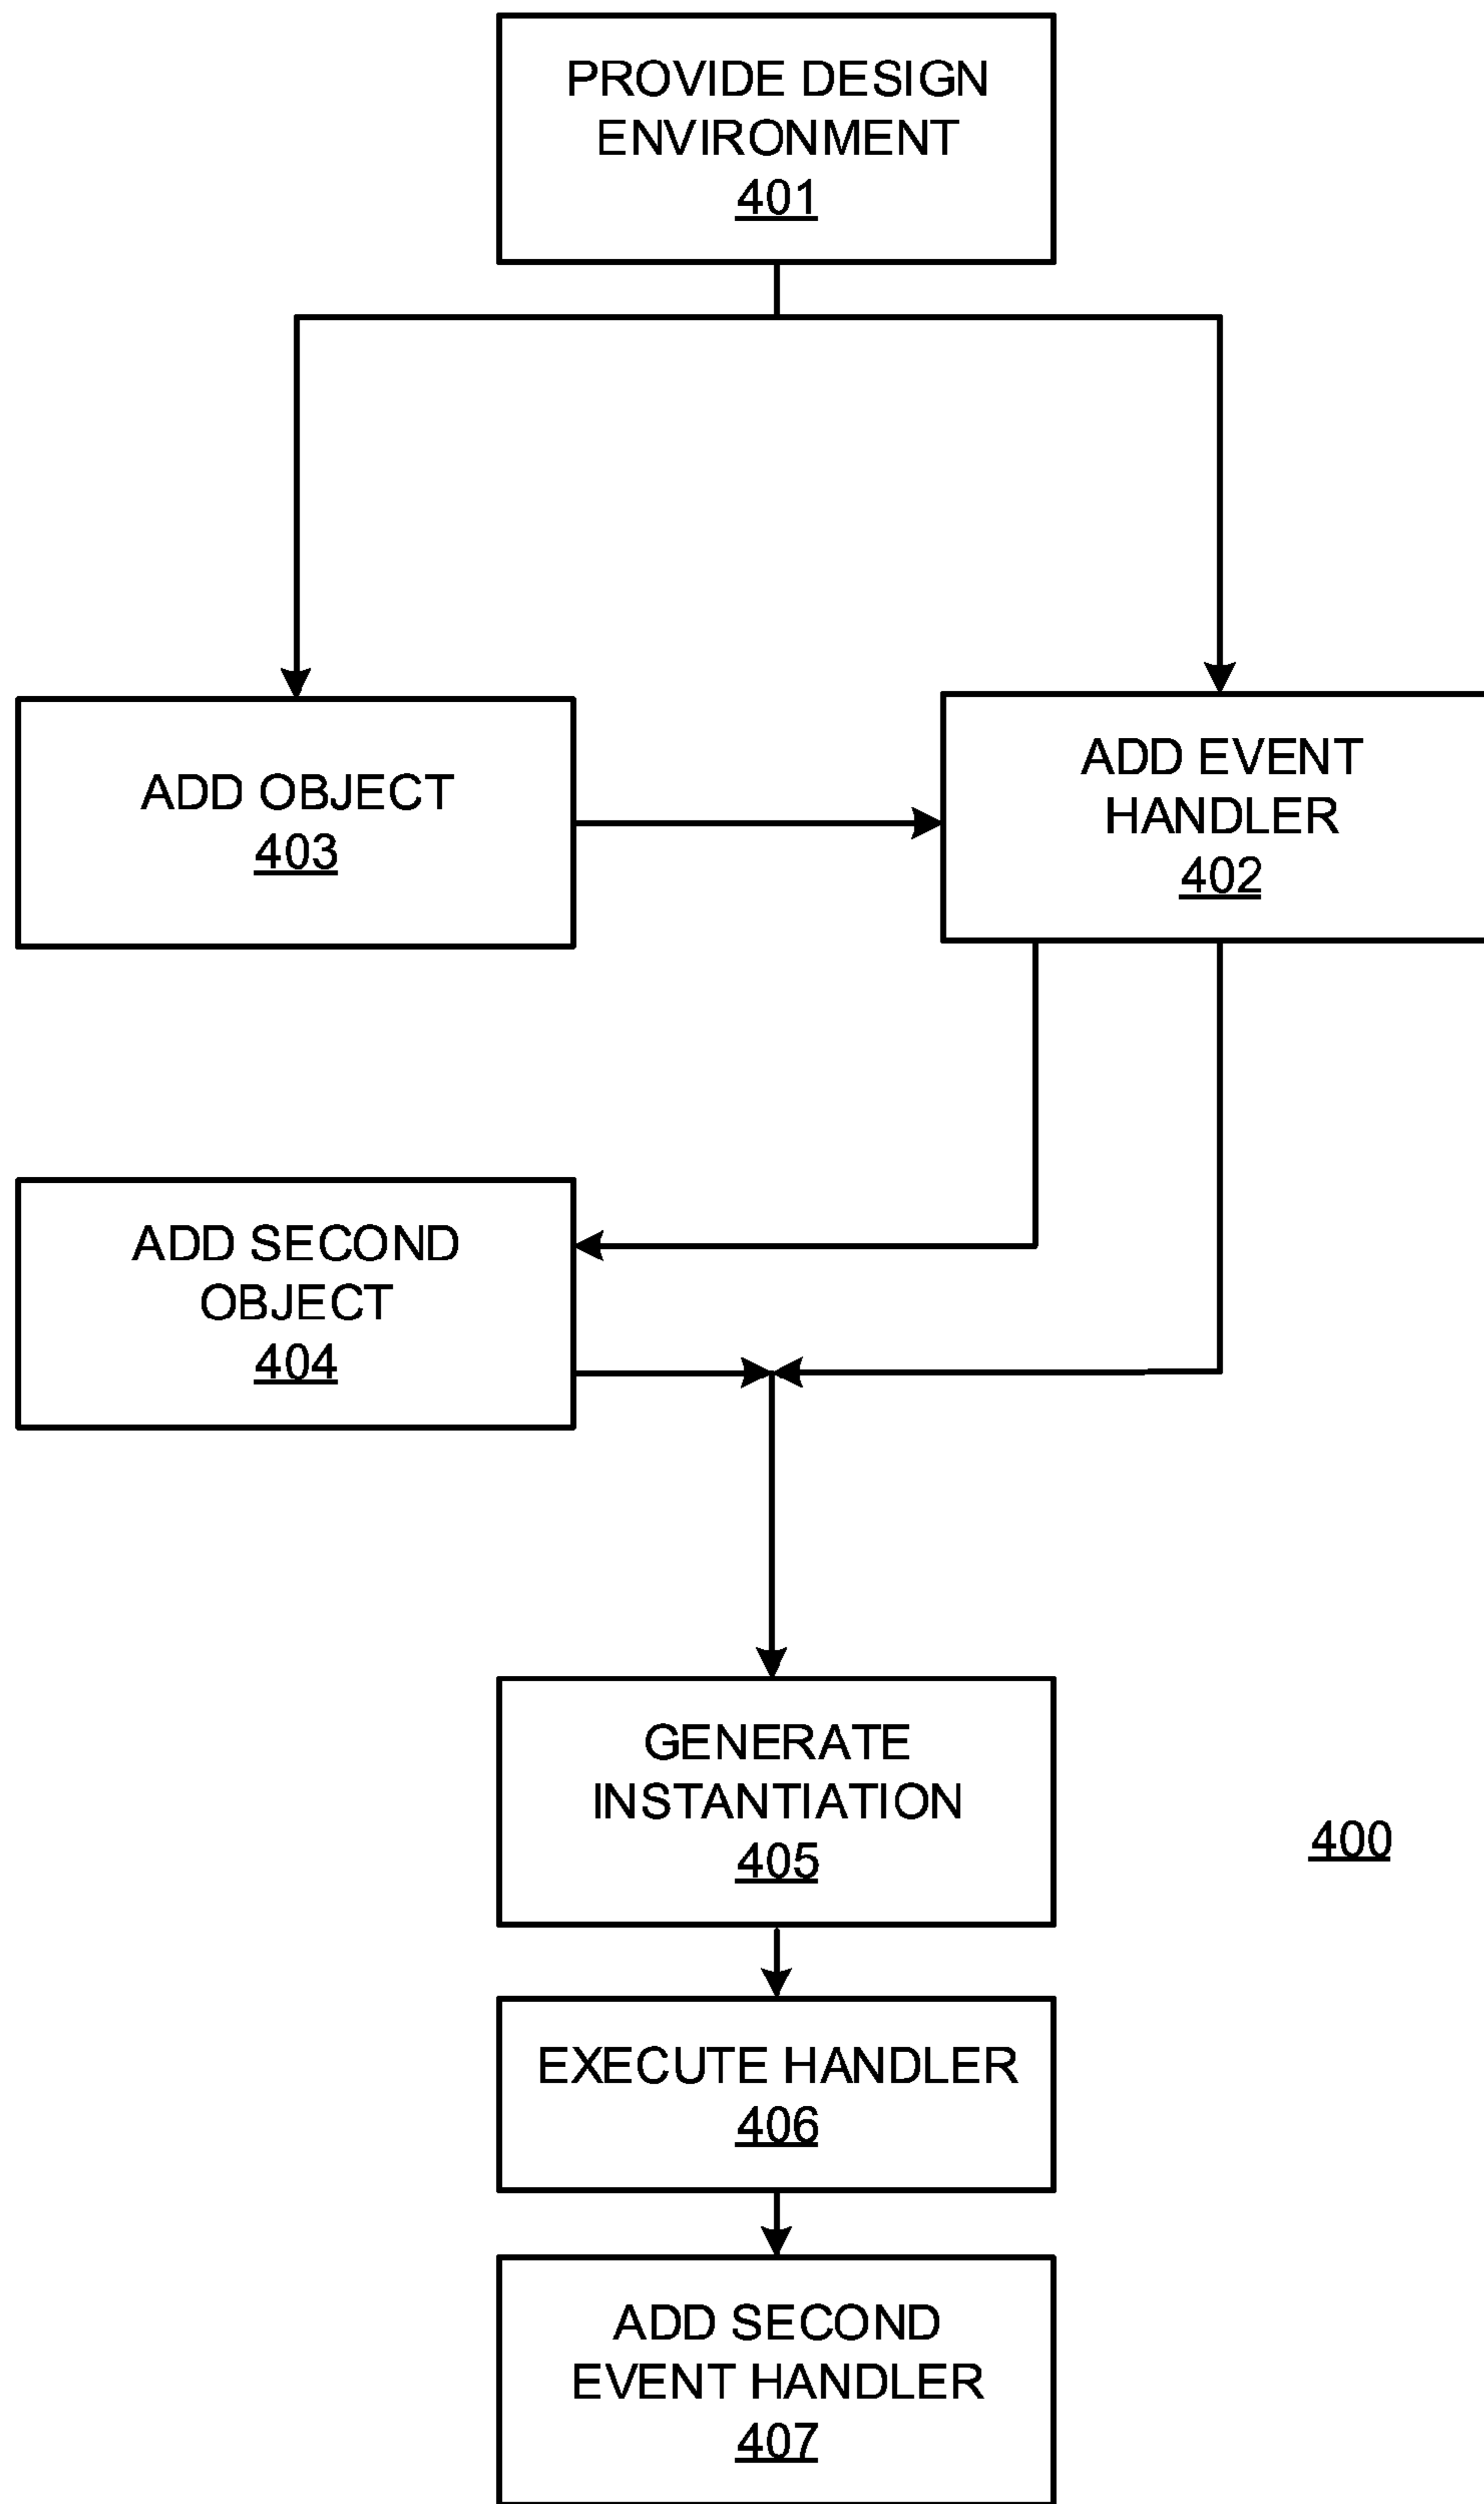 PROVIDE DESIGN
ENVIRONMENT
401
ADD OBJECT
403
ADD EVENT
HANDLER
402
ADD SECOND
OBJECT
404
GENERATE
INSTANTIATION
405
400
EXECUTE HANDLER
406
ADD SECOND
EVENT HANDLER
407